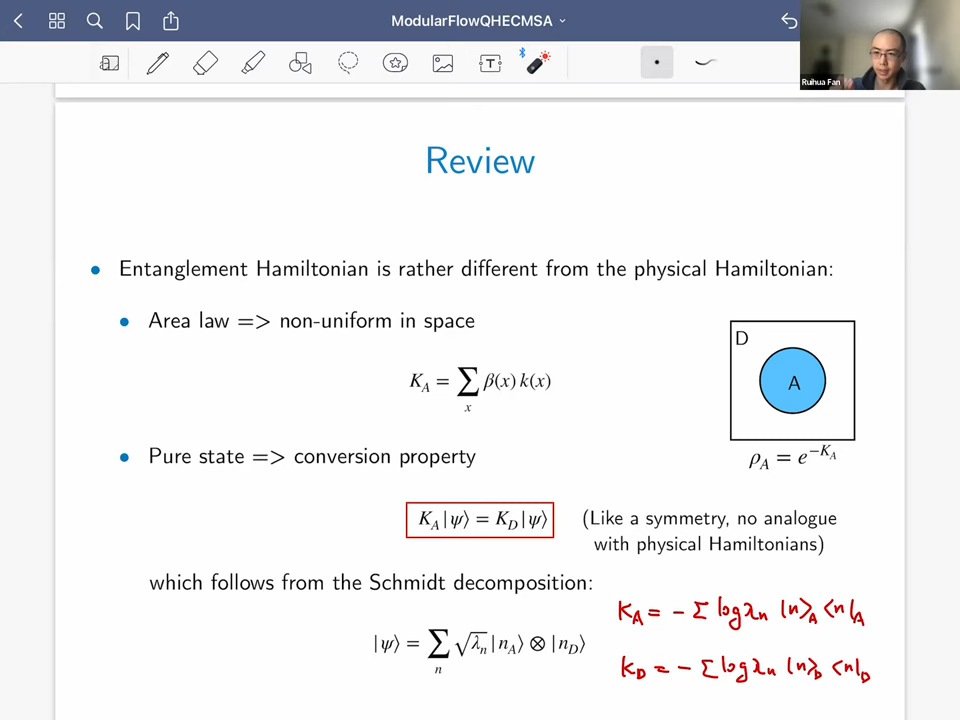 ModularFlowQHECMSA
Ruihua Fan
Review
• Entanglement Hamiltonian is rather different from the physical Hamiltonian:
• Area law => non-uniform in space
D
A
K_A = ∑_x β(x) k(x)
• Pure state => conversion property
ρ_A = e^{−K_A}
K_A|ψ⟩ = K_D|ψ⟩
(Like a symmetry, no analogue
with physical Hamiltonians)
which follows from the Schmidt decomposition:
K_A = − Σ log λ_n |n⟩_A ⟨n|_A
|ψ⟩ = ∑_n √λ_n |n_A⟩ ⊗ |n_D⟩
K_D = − Σ log λ_n |n⟩_D ⟨n|_D